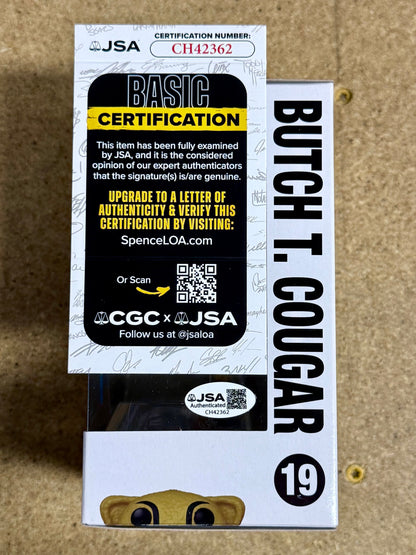 JSA
CERTIFICATION NUMBER:
CH42362
BASIC
CERTIFICATION
This item has been fully examined
by JSA, and it is the considered
opinion of our expert authenticators
that the signature(s) is/are genuine.
UPGRADE TO A LETTER OF
AUTHENTICITY & VERIFY THIS
CERTIFICATION BY VISITING:
SpenceLOA.com
Or Scan
CGC x JSA
Follow us at @jsaloa
JSA
Authenticated
CH42362
BUTCH T. COUGAR
19